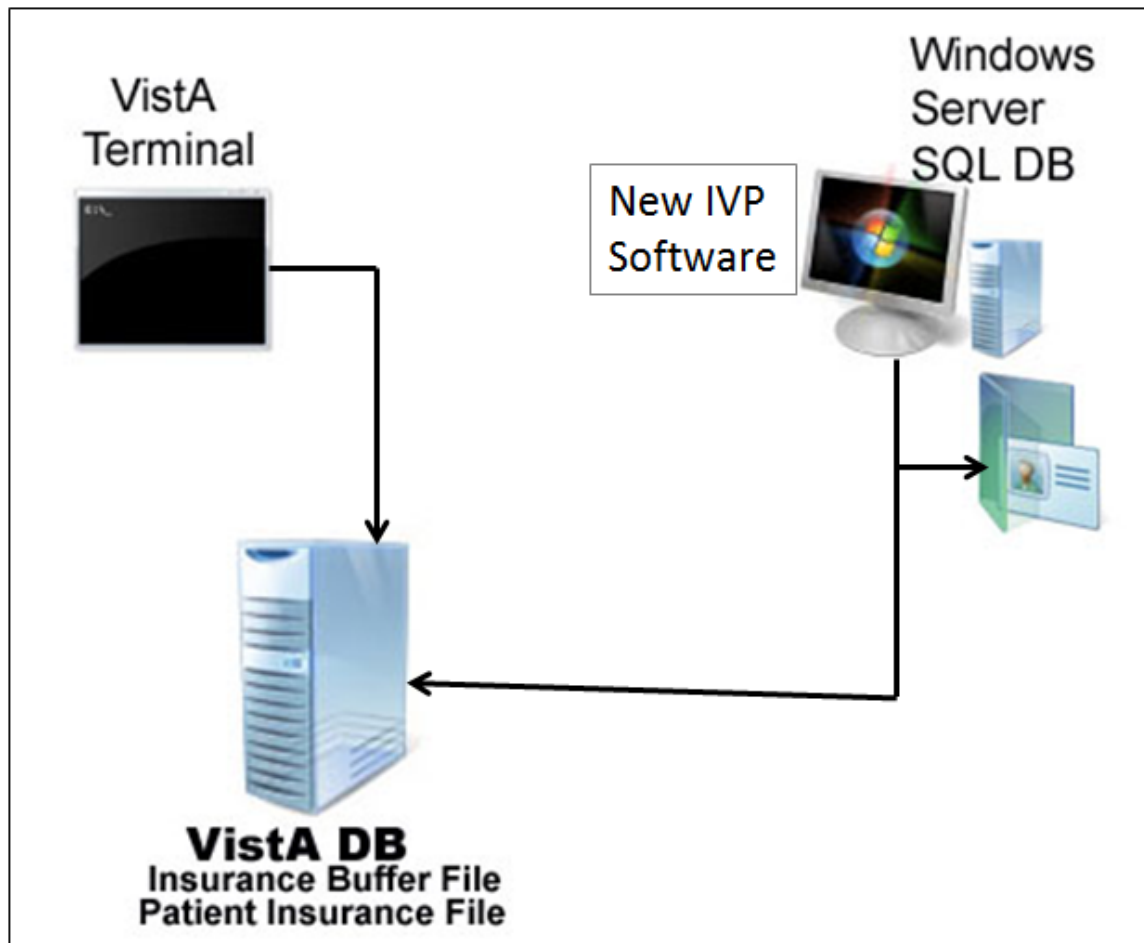 VistA
Terminal
Windows
Server
SQL DB
New IVP
Software
VistA DB
Insurance Buffer File
Patient Insurance File